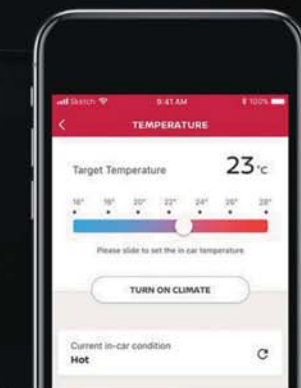 Sketch 9:41 AM 100%
TEMPERATURE
Target Temperature 23°c
16° 18° 20° 22° 24° 26° 28°
Please slide to set the in car temperature
TURN ON CLIMATE
Current in-car condition
Hot